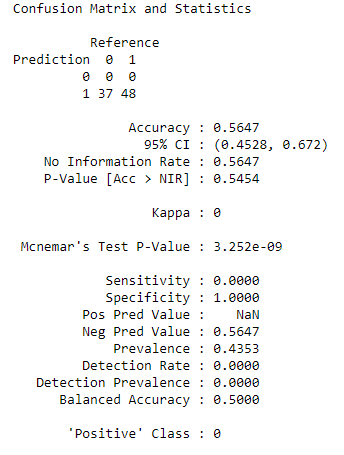 Confusion Matrix and Statistics
Reference
Prediction 0 1
0 0 0
1 37 48
Accuracy : 0.5647
95% CI : (0.4528, 0.672)
No Information Rate : 0.5647
P-Value [Acc > NIR] : 0.5454
Kappa : 0
Mcnemar's Test P-Value : 3.252e-09
Sensitivity : 0.0000
Specificity : 1.0000
Pos Pred Value : NaN
Neg Pred Value : 0.5647
Prevalence : 0.4353
Detection Rate : 0.0000
Detection Prevalence : 0.0000
Balanced Accuracy : 0.5000
'Positive' Class : 0